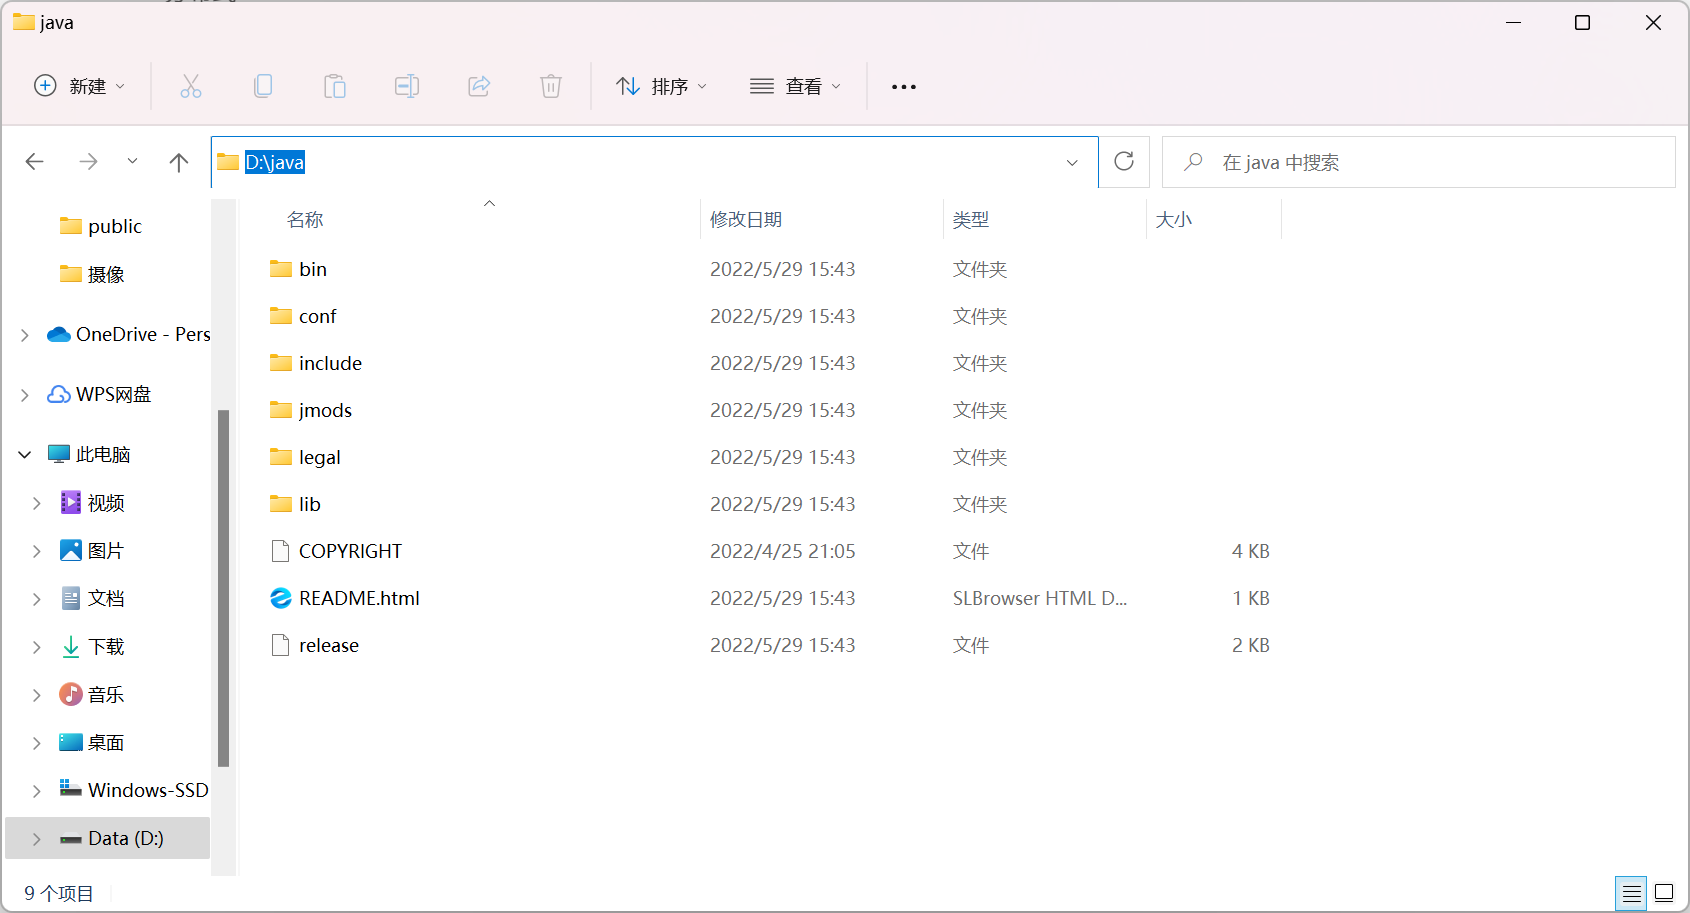 java
新建
排序
查看
D:\java
在 java 中搜索
public
摄像
OneDrive - Pers
WPS网盘
此电脑
视频
图片
文档
下载
音乐
桌面
Windows-SSD
Data (D:)
名称 修改日期 类型 大小
bin 2022/5/29 15:43 文件夹
conf 2022/5/29 15:43 文件夹
include 2022/5/29 15:43 文件夹
jmods 2022/5/29 15:43 文件夹
legal 2022/5/29 15:43 文件夹
lib 2022/5/29 15:43 文件夹
COPYRIGHT 2022/4/25 21:05 文件 4 KB
README.html 2022/5/29 15:43 SLBrowser HTML D... 1 KB
release 2022/5/29 15:43 文件 2 KB
9 个项目